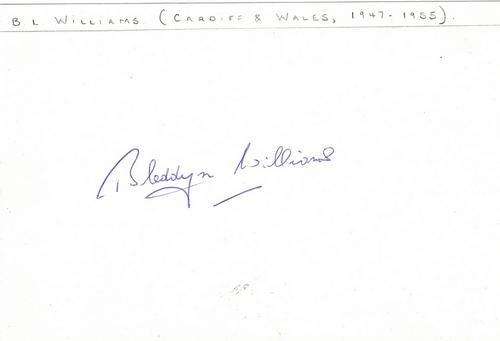 B L WILLIAMS (CARDIFF & WALES, 1947-1955).
Bleddyn Williams